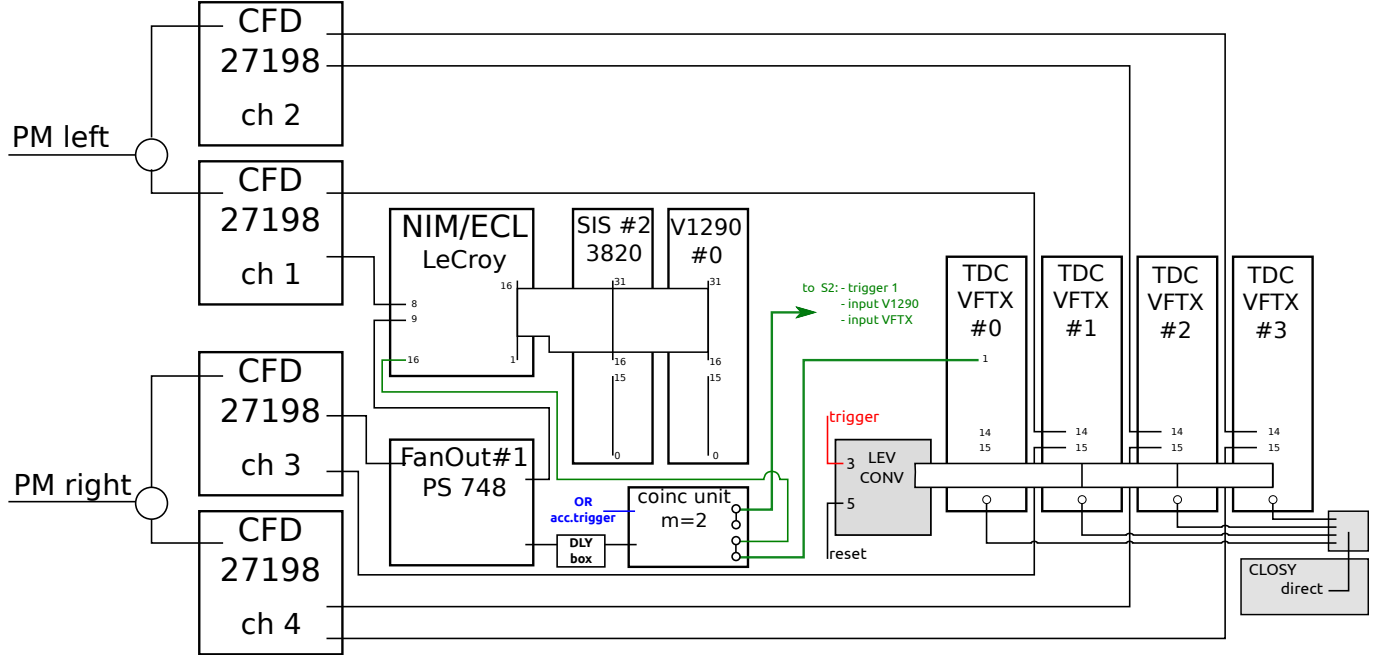 PM left
CFD
27198
ch 2
CFD
27198
ch 1
PM right
CFD
27198
ch 3
CFD
27198
ch 4
NIM/ECL
LeCroy
16
8
9
16
1
SIS #2
3820
31
16
15
0
V1290
#0
31
16
15
0
FanOut#1
PS 748
OR
acc.trigger
DLY
box
coinc unit
m=2
to S2: - trigger 1
- input V1290
- input VFTX
trigger
3
LEV
CONV
5
reset
TDC
VFTX
#0
1
14
15
TDC
VFTX
#1
14
15
TDC
VFTX
#2
14
15
TDC
VFTX
#3
14
15
CLOSY
direct